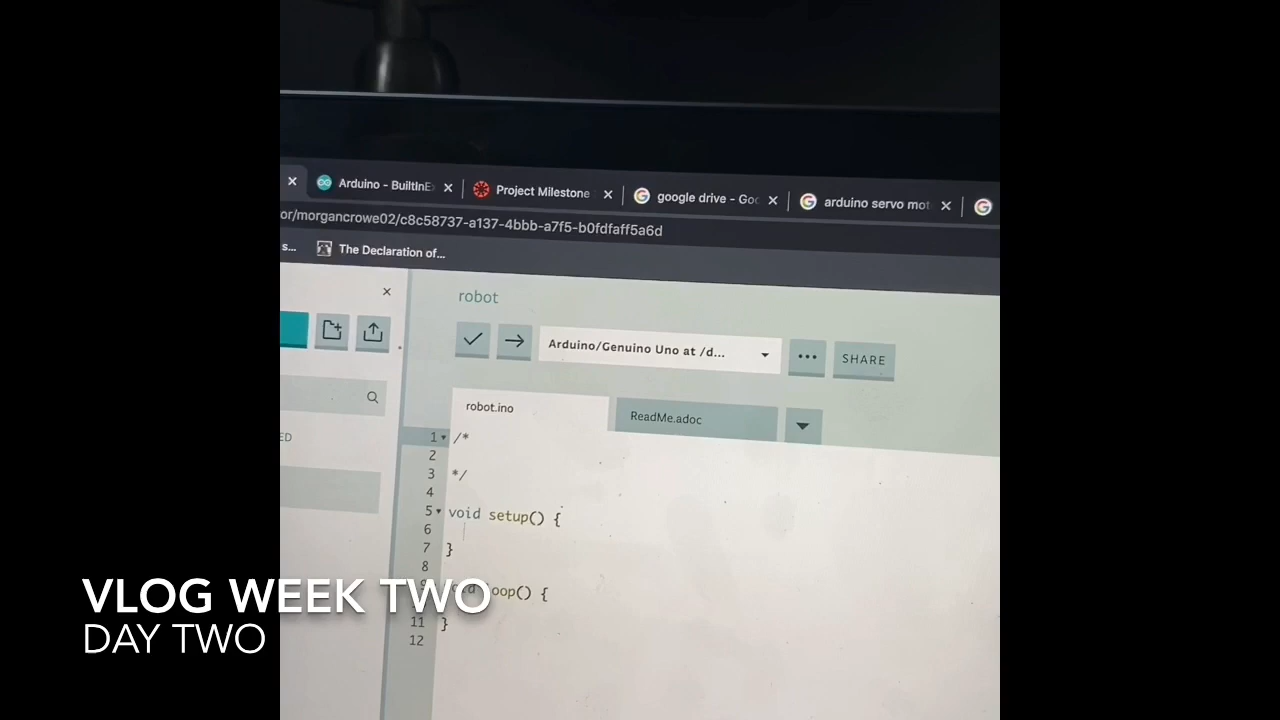 Arduino - BuiltInE
Project Milestone
google drive - Goo
arduino servo mot
or/morgancrowe02/c8c58737-a137-4bbb-a7f5-b0fdfaff5a6d
s...
The Declaration of...
robot
Arduino/Genuino Uno at /d...
SHARE
robot.ino
ReadMe.adoc
ED
1 /*
2
3 */
4
5 void setup() {
6
7 }
8
oop() {
11 }
12
VLOG WEEK TWO
DAY TWO